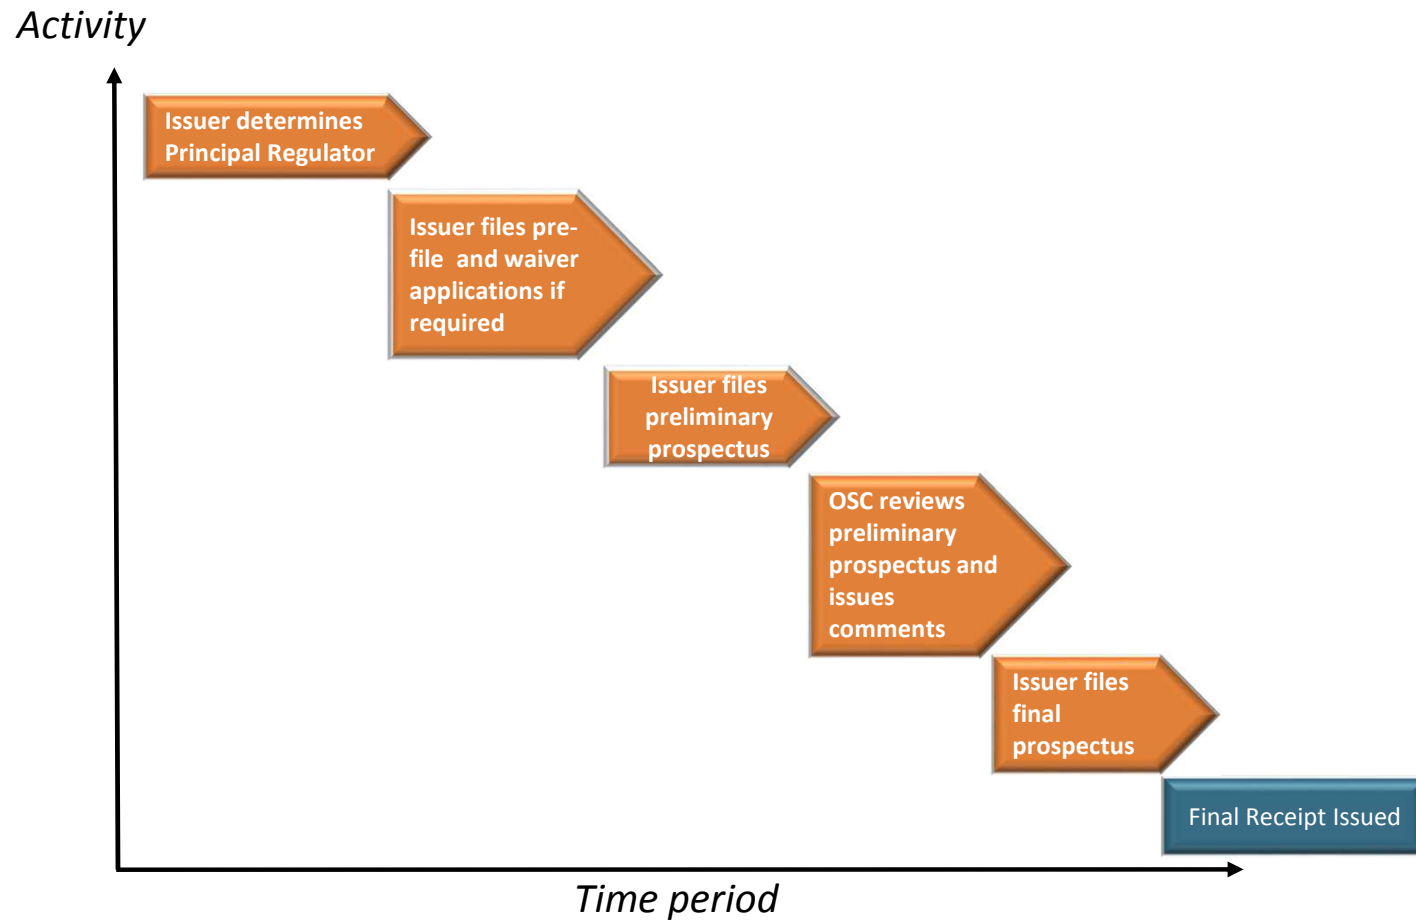 Activity
Issuer determines
Principal Regulator
Issuer files pre-
file and waiver
applications if
required
Issuer files
preliminary
prospectus
OSC reviews
preliminary
prospectus and
issues
comments
Issuer files
final
prospectus
Final Receipt Issued
Time period